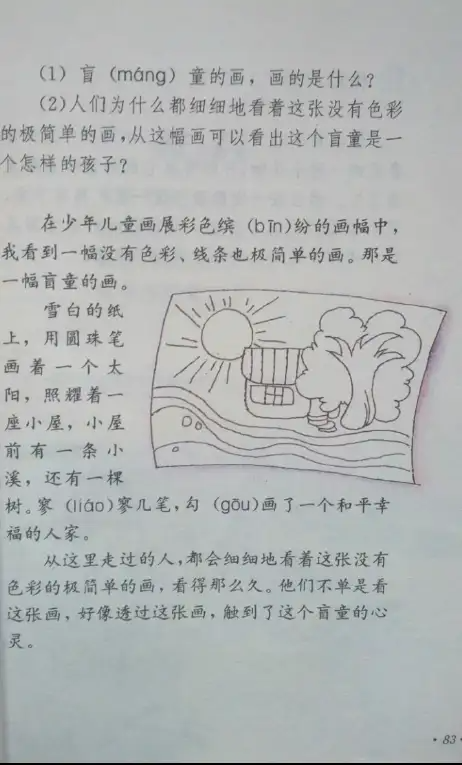 (1) 盲 (máng) 童的画，画的是什么？
(2)人们为什么都细细地看着这张没有色彩
的极简单的画，从这幅画可以看出这个盲童是一
个怎样的孩子？
在少年儿童画展彩色缤 (bīn)纷的画幅中，
我看到一幅没有色彩、线条也极简单的画。那是
一幅盲童的画。
雪白的纸
上，用圆珠笔
画着一个太
阳，照耀着一
座小屋，小屋
前有一条小
溪，还有一棵
树。寥 (liáo)寥几笔，勾 (gōu)画了一个和平幸
福的人家。
从这里走过的人，都会细细地看着这张没有
色彩的极简单的画，看得那么久。他们不单是看
这张画，好像透过这张画，触到了这个盲童的心
灵。
·83·